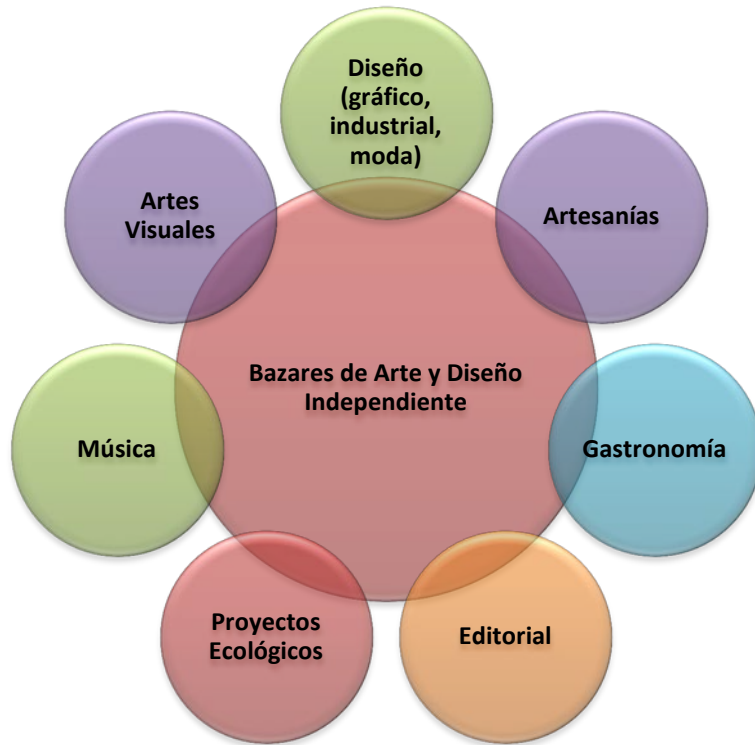 Diseño
(gráfico,
industrial,
moda)
Artes
Visuales
Artesanías
Bazares de Arte y Diseño
Independiente
Música
Gastronomía
Proyectos
Ecológicos
Editorial